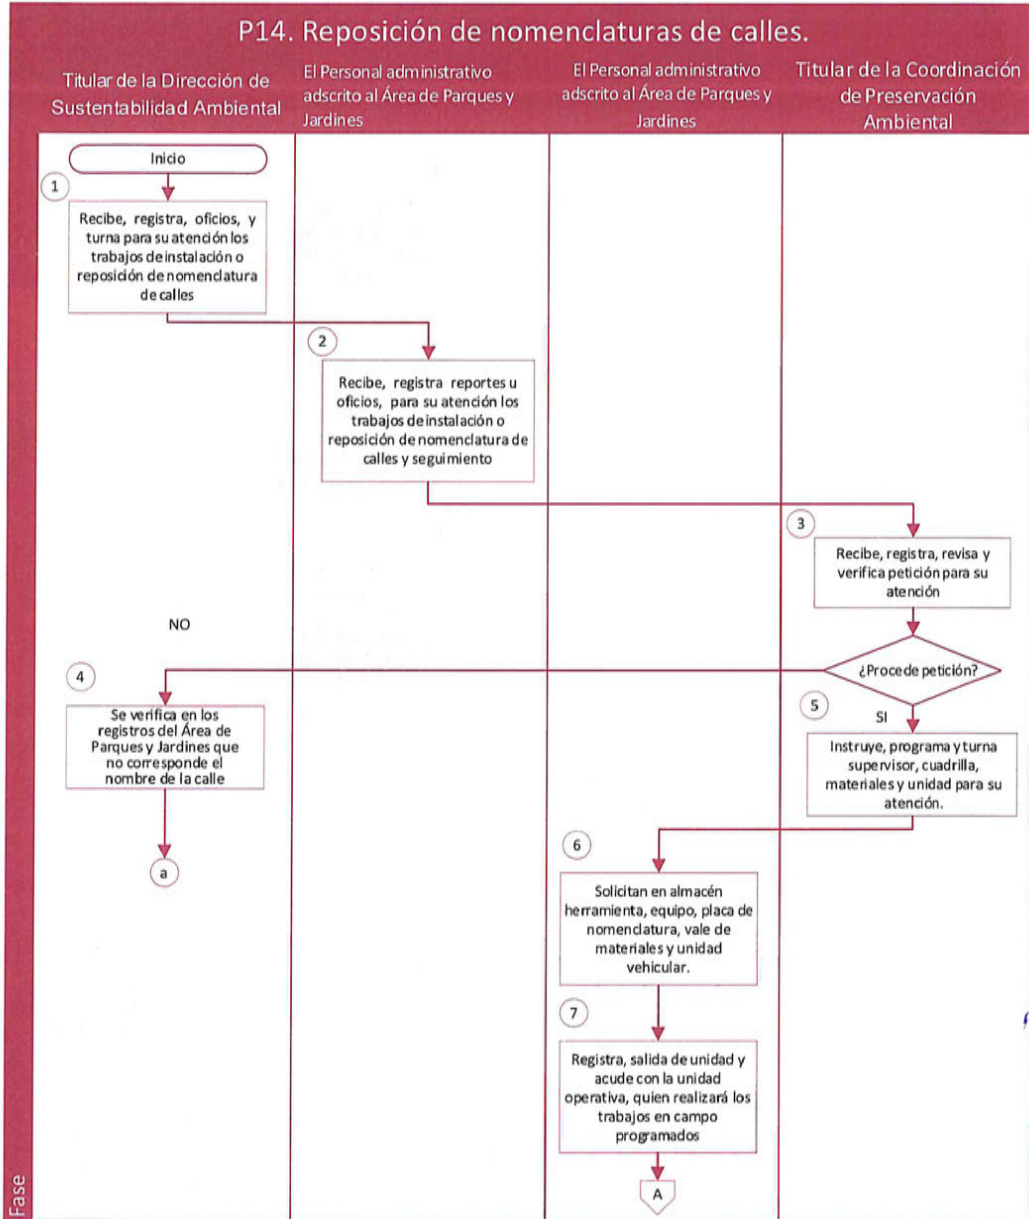 P14. Reposición de nomenclaturas de calles.
Titular de la Dirección de
Sustentabilidad Ambiental
El Personal administrativo
adscrito al Área de Parques y
Jardines
El Personal administrativo
adscrito al Área de Parques y
Jardines
Titular de la Coordinación
de Preservación
Ambiental
Inicio
1
Recibe, registra, oficios, y
turna para su atención los
trabajos de instalación o
reposición de nomenclatura
de calles
2
Recibe, registra reportes u
oficios, para su atención los
trabajos de instalación o
reposición de nomenclatura de
calles y seguimiento
3
Recibe, registra, revisa y
verifica petición para su
atención
¿Procede petición?
NO
4
Se verifica en los
registros del Área de
Parques y Jardines que
no corresponde el
nombre de la calle
a
5
SI
Instruye, programa y turna
supervisor, cuadrilla,
materiales y unidad para su
atención.
6
Solicitan en almacén
herramienta, equipo, placa de
nomenclatura, vale de
materiales y unidad
vehicular.
7
Registra, salida de unidad y
acude con la unidad
operativa, quien realizará los
trabajos en campo
programados
A
Fase